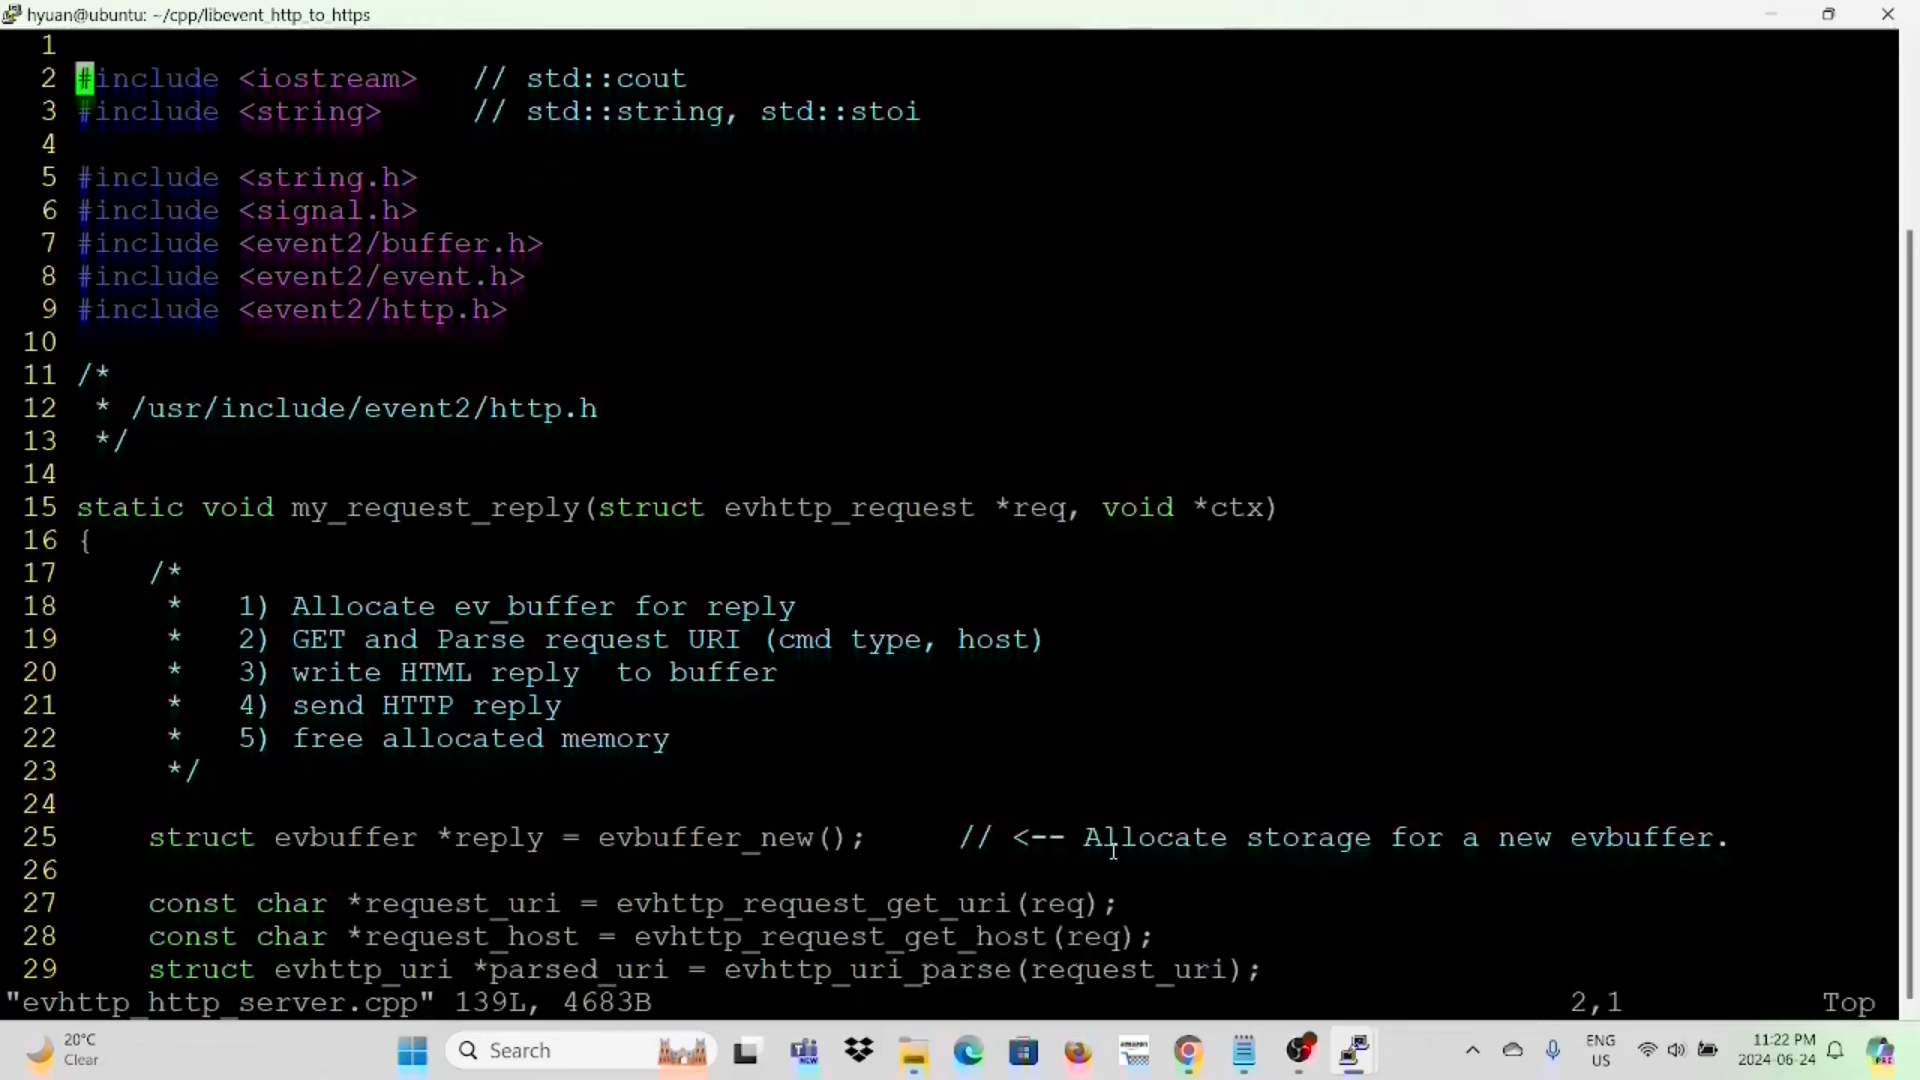 hyuan@ubuntu: ~/cpp/libevent_http_to_https
1
2 #include <iostream>   // std::cout
3 #include <string>     // std::string, std::stoi
4
5 #include <string.h>
6 #include <signal.h>
7 #include <event2/buffer.h>
8 #include <event2/event.h>
9 #include <event2/http.h>
10
11 /*
12  * /usr/include/event2/http.h
13  */
14
15 static void my_request_reply(struct evhttp_request *req, void *ctx)
16 {
17     /*
18      *   1) Allocate ev_buffer for reply
19      *   2) GET and Parse request URI (cmd type, host)
20      *   3) write HTML reply  to buffer
21      *   4) send HTTP reply
22      *   5) free allocated memory
23      */
24
25     struct evbuffer *reply = evbuffer_new();     // <-- Allocate storage for a new evbuffer.
26
27     const char *request_uri = evhttp_request_get_uri(req);
28     const char *request_host = evhttp_request_get_host(req);
29     struct evhttp_uri *parsed_uri = evhttp_uri_parse(request_uri);
"evhttp_http_server.cpp" 139L, 4683B 2,1 Top
20°C
Clear
Search
NEW
amazon
ENG
US
11:22 PM
2024-06-24
PRE